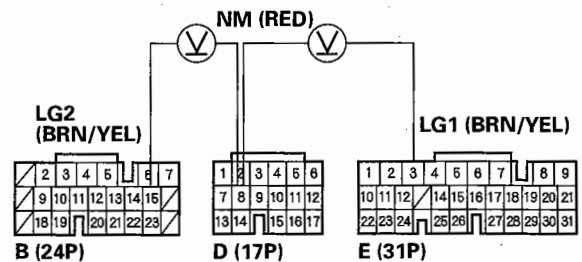 NM (RED)
LG2
(BRN/YEL)
LG1 (BRN/YEL)
2 3 4 5 6 7
9 10 11 12 13 14 15
18 19 20 21 22 23
1 2 3 4 5 6
7 8 9 10 11 12
13 14 15 16 17
1 2 3 4 5 6 7 8 9
10 11 12 14 15 16 17 18 19 20 21
22 23 24 25 26 27 28 29 30 31
B (24P)
D (17P)
E (31P)